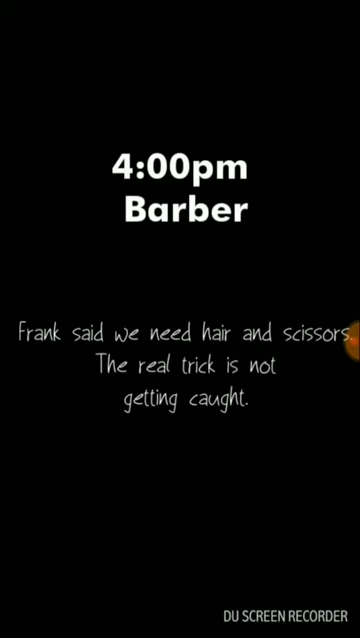 4:00pm
Barber
Frank said we need hair and scissors.
The real trick is not
getting caught.
DU SCREEN RECORDER